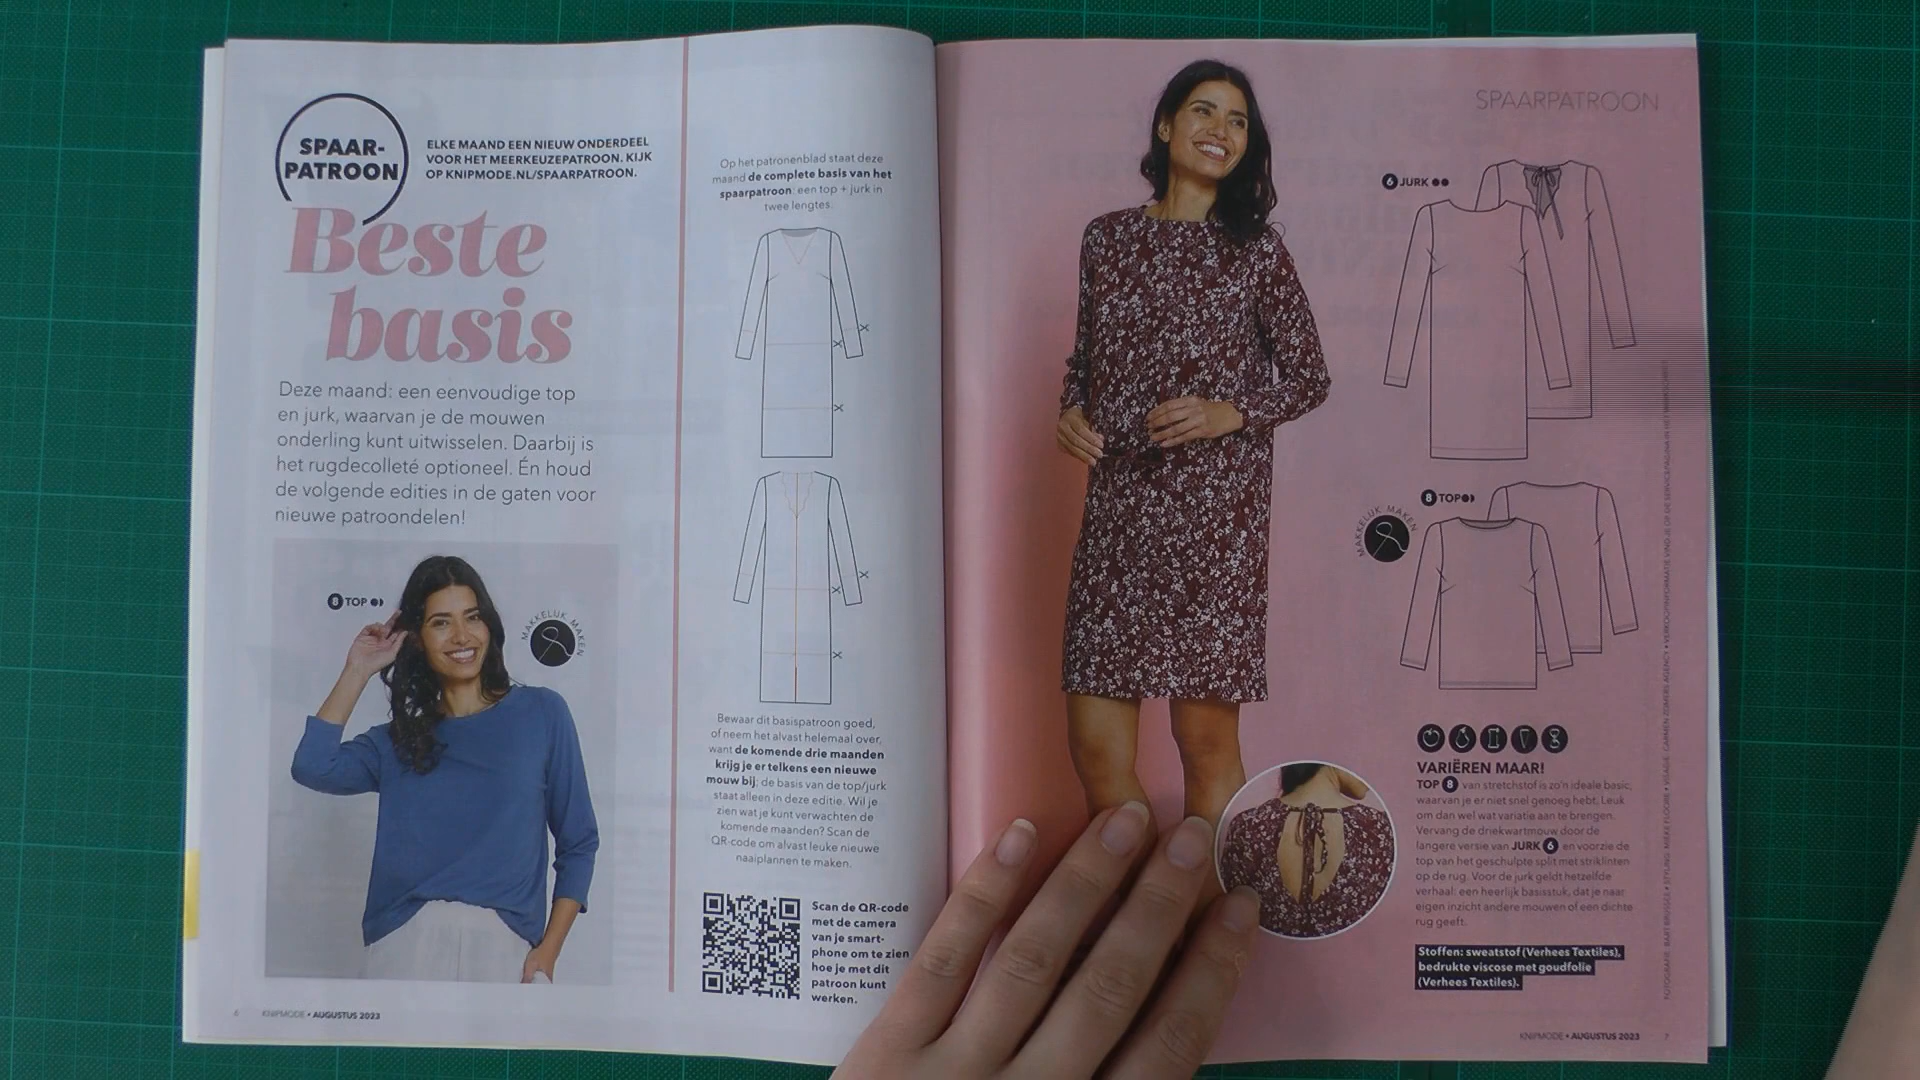 SPAAR-
PATROON
ELKE MAAND EEN NIEUW ONDERDEEL
VOOR HET MEERKEUZEPATROON. KIJK
OP KNIPMODE.NL/SPAARPATROON.
Beste
basis
Deze maand: een eenvoudige top
en jurk, waarvan je de mouwen
onderling kunt uitwisselen. Daarbij is
het rugdecolleté optioneel. Én houd
de volgende edities in de gaten voor
nieuwe patroondelen!
8 TOP
MAKKELIJK MAKEN
6 KNIPMODE • AUGUSTUS 2023
Op het patronenblad staat deze
maand de complete basis van het
spaarpatroon: een top + jurk in
twee lengtes.
Bewaar dit basispatroon goed,
of neem het alvast helemaal over,
want de komende drie maanden
krijg je er telkens een nieuwe
mouw bij; de basis van de top/jurk
staat alleen in deze editie. Wil je
zien wat je kunt verwachten de
komende maanden? Scan de
QR-code om alvast leuke nieuwe
naaiplannen te maken.
Scan de QR-code
met de camera
van je smart-
phone om te zien
hoe je met dit
patroon kunt
werken.
SPAARPATROON
6 JURK
8 TOP
MAKKELIJK MAKEN
VARIËREN MAAR!
TOP 8 van stretchstof is zo'n ideale basic,
waarvan je er niet snel genoeg hebt. Leuk
om dan wel wat variatie aan te brengen.
Vervang de driekwartmouw door de
langere versie van JURK 6 en voorzie de
top van het geschulpte split met striklinten
op de rug. Voor de jurk geldt hetzelfde
verhaal: een heerlijk basisstuk, dat je naar
eigen inzicht andere mouwen of een dichte
rug geeft.
Stoffen: sweatstof (Verhees Textiles),
bedrukte viscose met goudfolie
(Verhees Textiles).
KNIPMODE • AUGUSTUS 2023 7